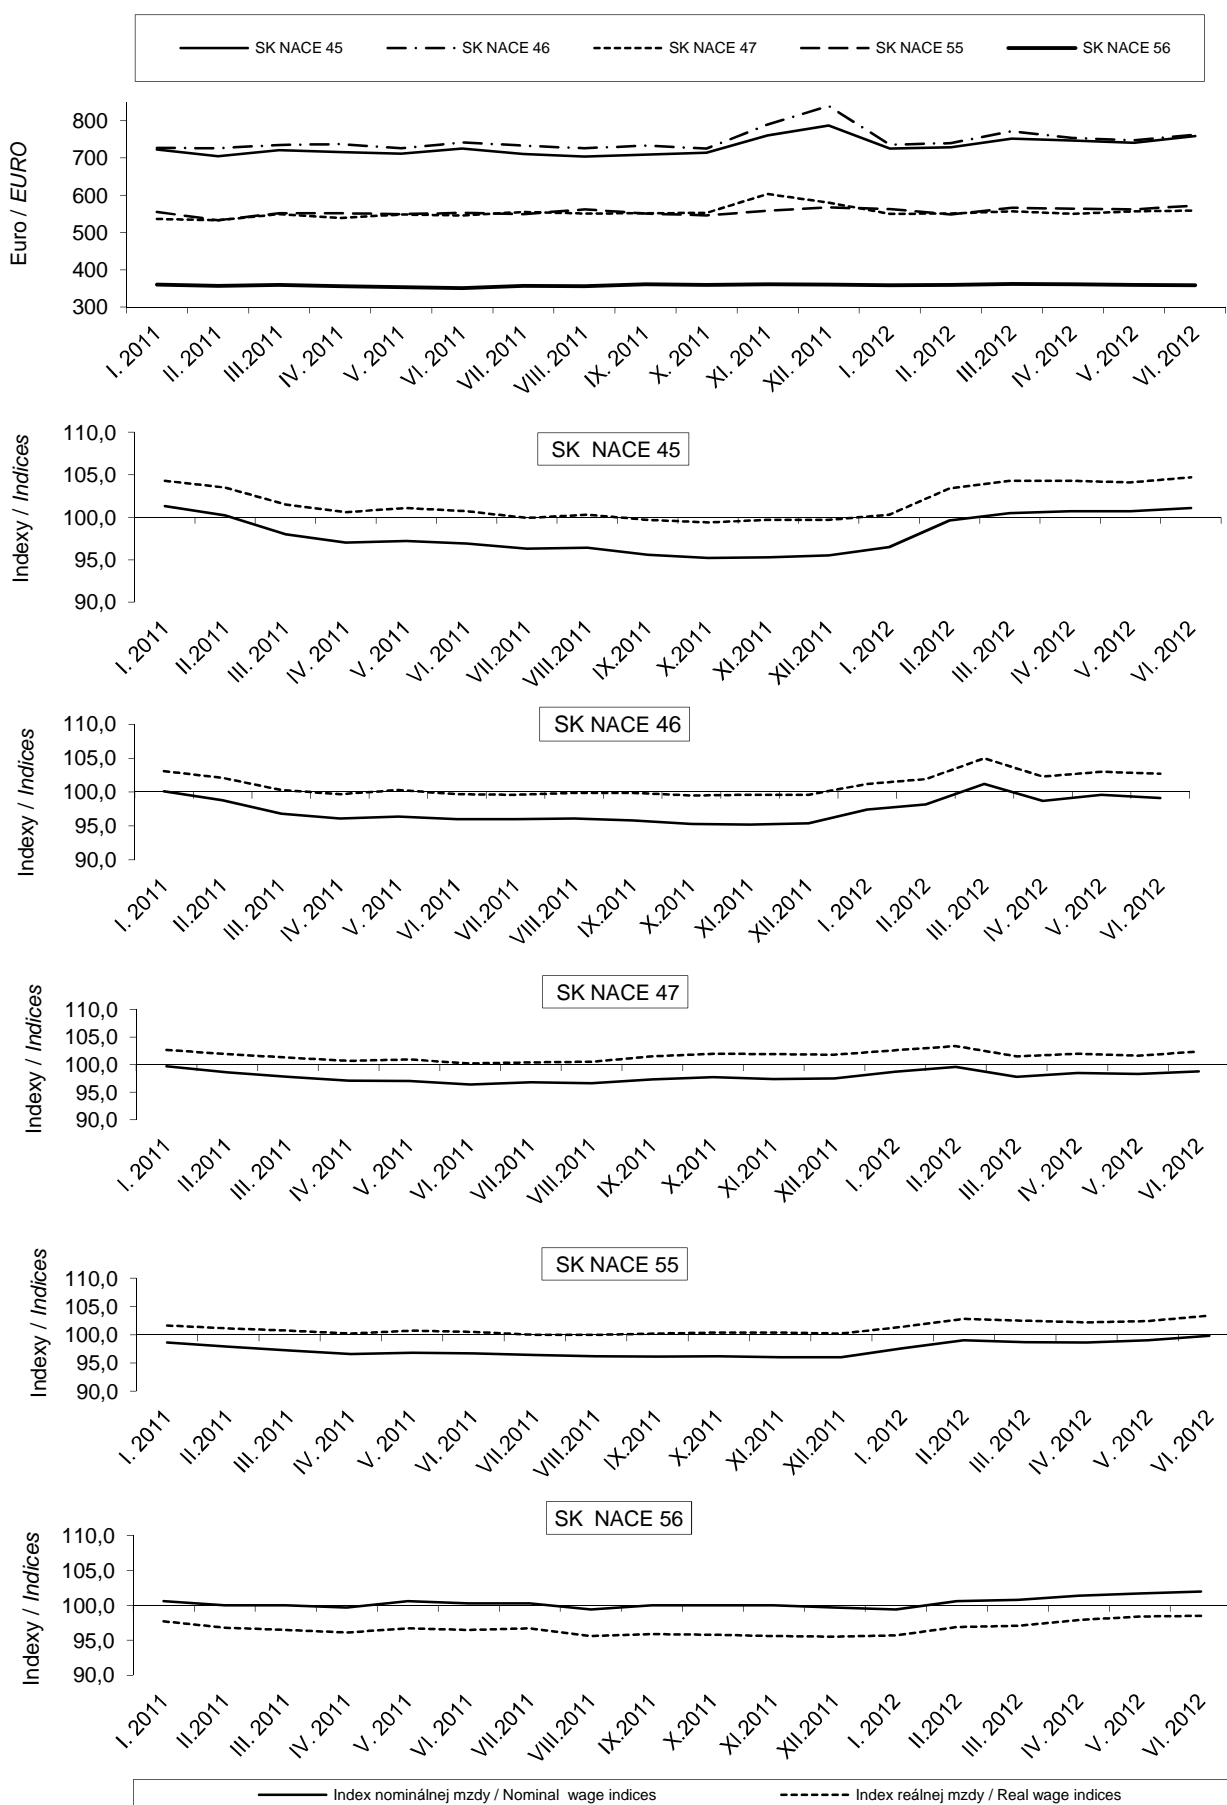 SK NACE 45 SK NACE 46 SK NACE 47 SK NACE 55 SK NACE 56
Euro / EURO
800
700
600
500
400
300
I. 2011 II. 2011 III.2011 IV. 2011 V. 2011 VI. 2011 VII. 2011 VIII. 2011 IX. 2011 X. 2011 XI. 2011 XII. 2011 I. 2012 II. 2012 III.2012 IV. 2012 V. 2012 VI. 2012
SK NACE 45
Indexy / Indices
110,0
105,0
100,0
95,0
90,0
I. 2011 II.2011 III. 2011 IV. 2011 V. 2011 VI. 2011 VII.2011 VIII.2011 IX.2011 X.2011 XI.2011 XII.2011 I. 2012 II.2012 III. 2012 IV. 2012 V. 2012 VI. 2012
SK NACE 46
Indexy / Indices
110,0
105,0
100,0
95,0
90,0
I. 2011 II.2011 III. 2011 IV. 2011 V. 2011 VI. 2011 VII.2011 VIII.2011 IX.2011 X.2011 XI.2011 XII.2011 I. 2012 II.2012 III. 2012 IV. 2012 V. 2012 VI. 2012
SK NACE 47
Indexy / Indices
110,0
105,0
100,0
95,0
90,0
I. 2011 II.2011 III. 2011 IV. 2011 V. 2011 VI. 2011 VII.2011 VIII.2011 IX.2011 X.2011 XI.2011 XII.2011 I. 2012 II.2012 III. 2012 IV. 2012 V. 2012 VI. 2012
SK NACE 55
Indexy / Indices
110,0
105,0
100,0
95,0
90,0
I. 2011 II.2011 III. 2011 IV. 2011 V. 2011 VI. 2011 VII.2011 VIII.2011 IX.2011 X.2011 XI.2011 XII.2011 I. 2012 II.2012 III. 2012 IV. 2012 V. 2012 VI. 2012
SK NACE 56
Indexy / Indices
110,0
105,0
100,0
95,0
90,0
I. 2011 II.2011 III. 2011 IV. 2011 V. 2011 VI. 2011 VII.2011 VIII.2011 IX.2011 X.2011 XI.2011 XII.2011 I. 2012 II.2012 III. 2012 IV. 2012 V. 2012 VI. 2012
Index nominálnej mzdy / Nominal wage indices Index reálnej mzdy / Real wage indices